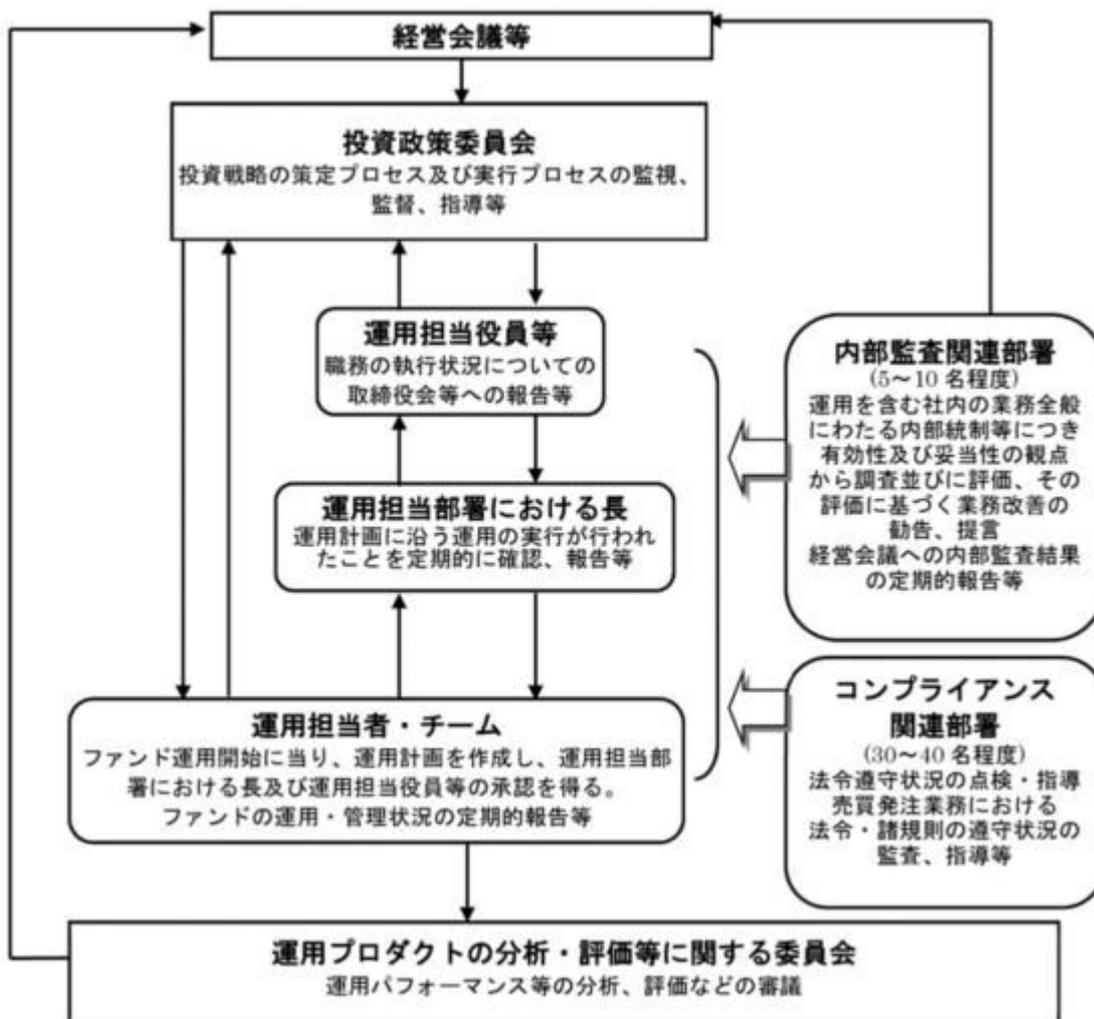 経営会議等
投資政策委員会
投資戦略の策定プロセス及び実行プロセスの監視、
監督、指導等
運用担当役員等
職務の執行状況についての
取締役会等への報告等
運用担当部署における長
運用計画に沿う運用の実行が行われ
たことを定期的に確認、報告等
運用担当者・チーム
ファンド運用開始に当り、運用計画を作成し、運用担当部
署における長及び運用担当役員等の承認を得る。
ファンドの運用・管理状況の定期的報告等
内部監査関連部署
(5～10 名程度)
運用を含む社内の業務全般
にわたる内部統制等につき
有効性及び妥当性の観点
から調査並びに評価、その
評価に基づく業務改善の
勧告、提言
経営会議への内部監査結果
の定期的報告等
コンプライアンス
関連部署
(30～40 名程度)
法令遵守状況の点検・指導
売買発注業務における
法令・諸規則の遵守状況の
監査、指導等
運用プロダクトの分析・評価等に関する委員会
運用パフォーマンス等の分析、評価などの審議